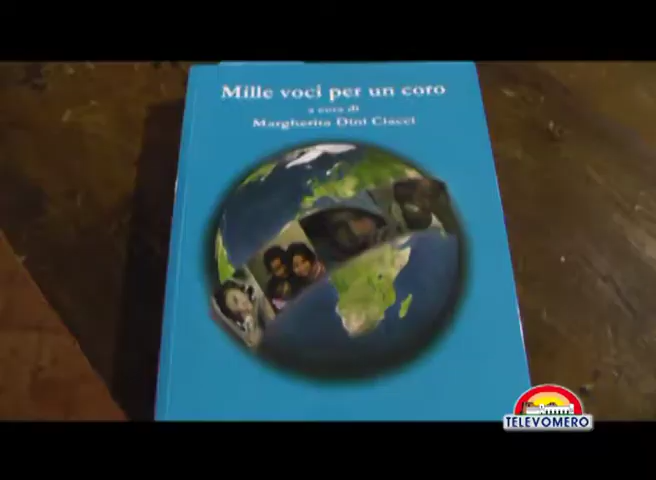 Mille voci per un coro
a cura di
Margherita Dini Ciacci
TELEVOMERO